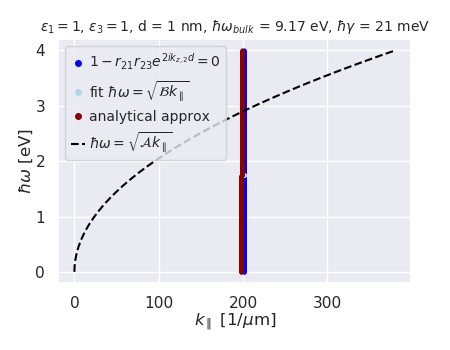 ε₁ = 1, ε₃ = 1, d = 1 nm, ℏω_bulk = 9.17 eV, ℏγ = 21 meV
1 − r₂₁r₂₃e^{2ik_{z,2}d} = 0
fit ℏω = √(ℬk_∥)
analytical approx
ℏω = √(𝒜k_∥)
4
3
2
1
0
ℏω [eV]
0 100 200 300
k_∥ [1/μm]